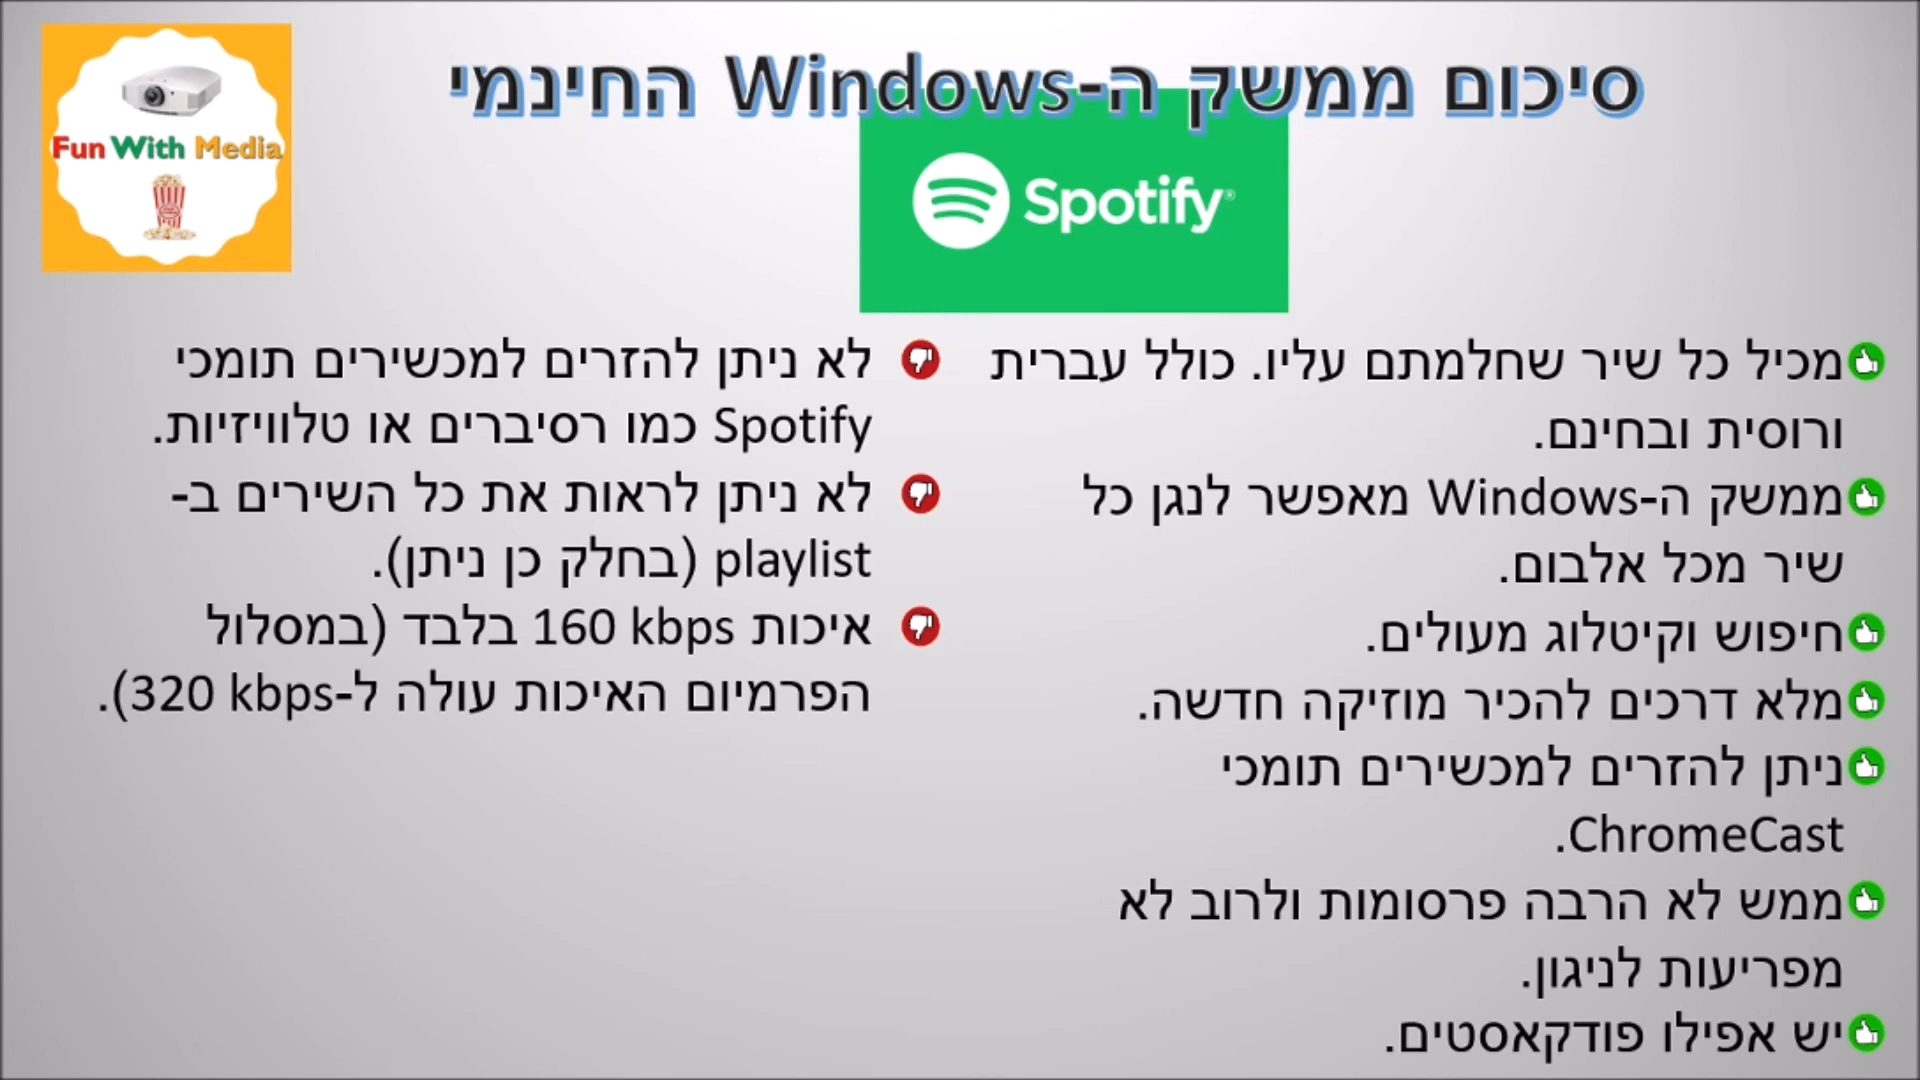 סיכום ממשק ה-Windows החינמי
Fun With Media
Spotify®
מכיל כל שיר שחלמתם עליו. כולל עברית
ורוסית ובחינם.
ממשק ה-Windows מאפשר לנגן כל
שיר מכל אלבום.
חיפוש וקיטלוג מעולים.
מלא דרכים להכיר מוזיקה חדשה.
ניתן להזרים למכשירים תומכי
ChromeCast.
ממש לא הרבה פרסומות ולרוב לא
מפריעות לניגון.
יש אפילו פודקאסטים.
לא ניתן להזרים למכשירים תומכי
Spotify כמו רסיברים או טלוויזיות.
לא ניתן לראות את כל השירים ב-
playlist (בחלק כן ניתן).
איכות 160 kbps בלבד (במסלול
הפרמיום האיכות עולה ל-320 kbps).